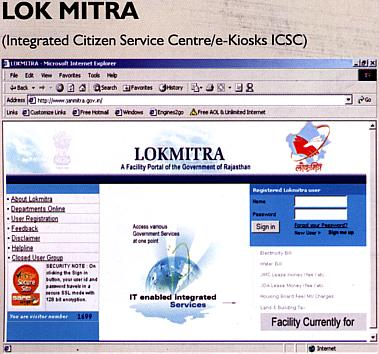 LOK MITRA
(Integrated Citizen Service Centre/e-Kiosks ICSC)
LOKMITRA - Microsoft Internet Explorer
File Edit View Favorites Tools Help
Back Search Favorites History
Address http://www.janmitra.gov.in/ Go
Links Customize Links Free Hotmail Windows Engines2go Free AOL & Unlimited Internet
LOKMITRA
A Facility Portal of the Government of Rajasthan
लोकमित्र
About Lokmitra
Departments Online
User Registration
Feedback
Disclaimer
Helpline
Closed User Group
Secure Site
SECURITY NOTE : On
clicking the Sign in
button, your user id and
password travels in a
secure SSL mode with
128 bit encryption.
You are visitor number 1699
Access various
Government Services
at one point
IT enabled integrated
Services
Registered Lokmitra user
Name
Password
Sign in
Forgot your Password?
New User > Sign me up
Electricity Bill
Water Bill
JMC Lease Money
JDA Lease Money
Housing Board Fee/ Mis Charges
Land & Building Tax
Facility Currently for
Internet